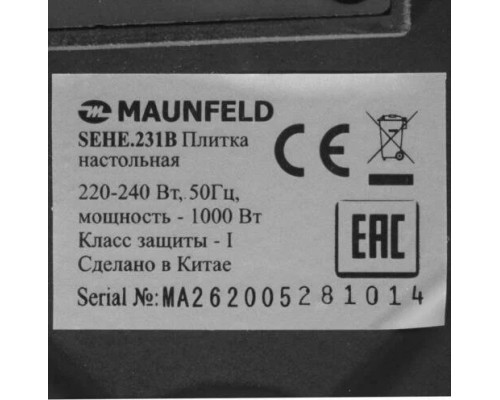 MAUNFELD
SEHE.231B Плитка
настольная
220-240 Вт, 50Гц,
мощность - 1000 Вт
Класс защиты - I
Сделано в Китае
Serial №: MA262005281014
CE
EAC